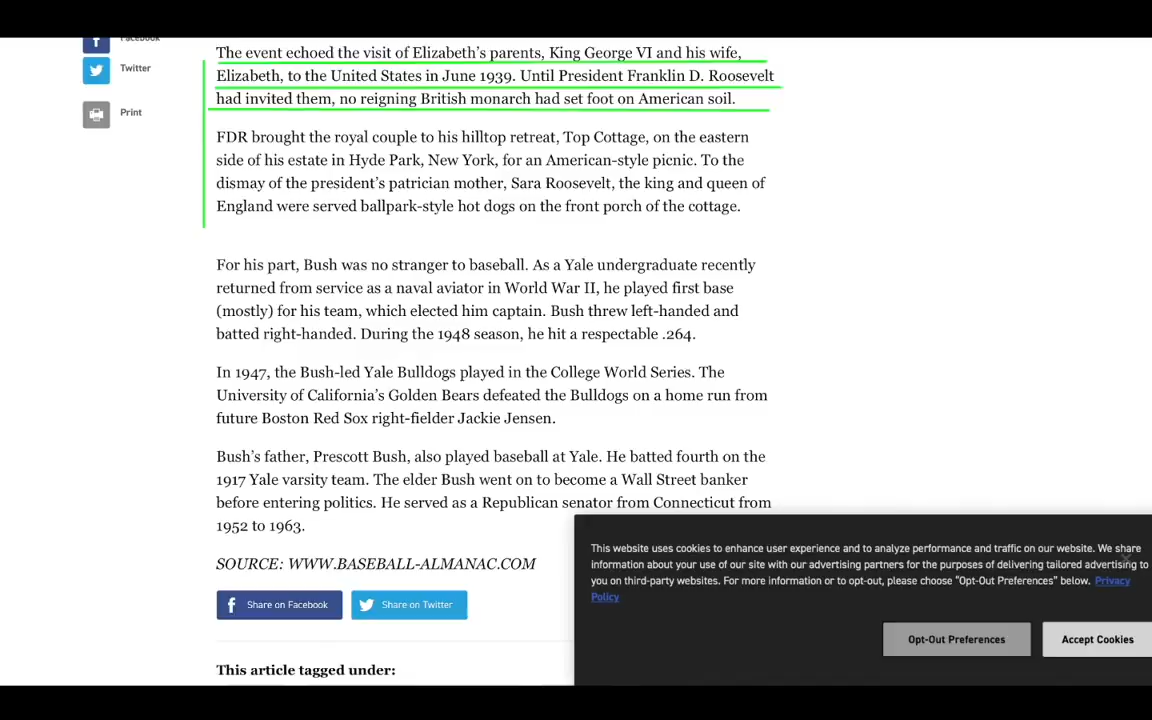 Facebook
The event echoed the visit of Elizabeth's parents, King George VI and his wife,
Twitter
Elizabeth, to the United States in June 1939. Until President Franklin D. Roosevelt
had invited them, no reigning British monarch had set foot on American soil.
Print
FDR brought the royal couple to his hilltop retreat, Top Cottage, on the eastern
side of his estate in Hyde Park, New York, for an American-style picnic. To the
dismay of the president's patrician mother, Sara Roosevelt, the king and queen of
England were served ballpark-style hot dogs on the front porch of the cottage.
For his part, Bush was no stranger to baseball. As a Yale undergraduate recently
returned from service as a naval aviator in World War II, he played first base
(mostly) for his team, which elected him captain. Bush threw left-handed and
batted right-handed. During the 1948 season, he hit a respectable .264.
In 1947, the Bush-led Yale Bulldogs played in the College World Series. The
University of California's Golden Bears defeated the Bulldogs on a home run from
future Boston Red Sox right-fielder Jackie Jensen.
Bush's father, Prescott Bush, also played baseball at Yale. He batted fourth on the
1917 Yale varsity team. The elder Bush went on to become a Wall Street banker
before entering politics. He served as a Republican senator from Connecticut from
1952 to 1963.
SOURCE: WWW.BASEBALL-ALMANAC.COM
Share on Facebook
Share on Twitter
This article tagged under:
This website uses cookies to enhance user experience and to analyze performance and traffic on our website. We share
information about your use of our site with our advertising partners for the purposes of delivering tailored advertising to
you on third-party websites. For more information or to opt-out, please choose "Opt-Out Preferences" below. Privacy
Policy
Opt-Out Preferences
Accept Cookies